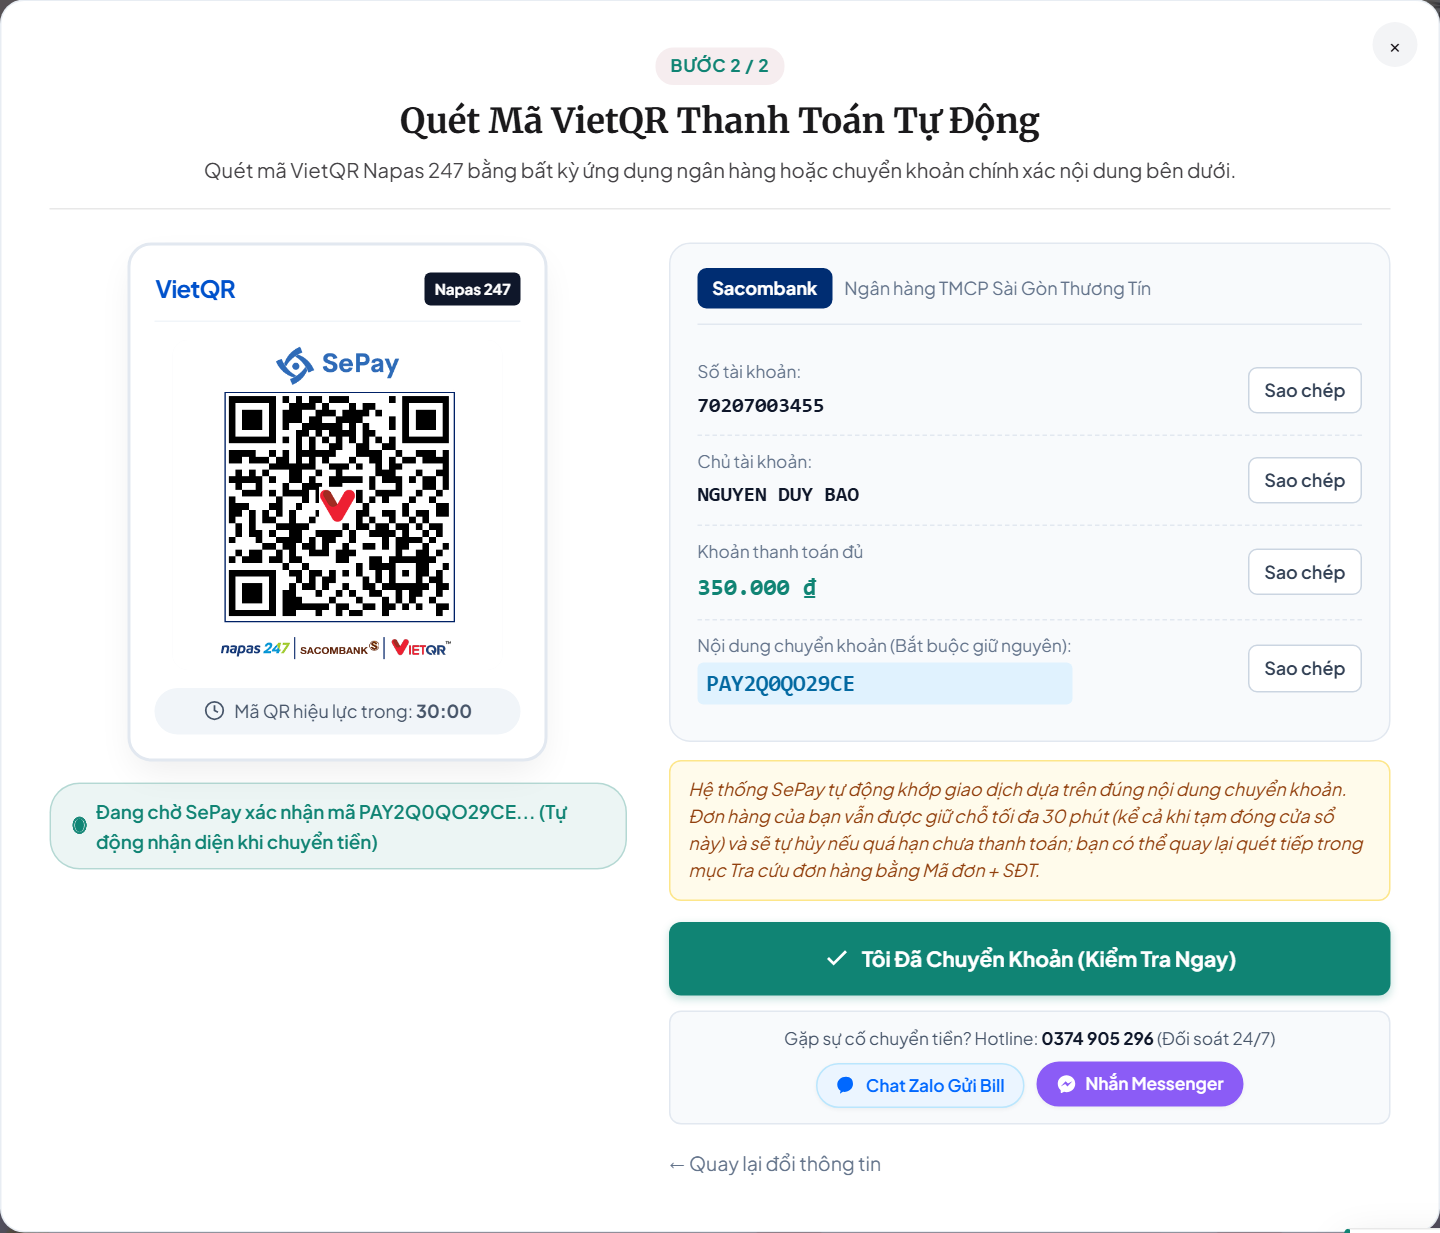 ×
BƯỚC 2 / 2
Quét Mã VietQR Thanh Toán Tự Động
Quét mã VietQR Napas 247 bằng bất kỳ ứng dụng ngân hàng hoặc chuyển khoản chính xác nội dung bên dưới.
VietQR
Napas 247
SePay
napas 247 | SACOMBANK | VIETQR™
Mã QR hiệu lực trong: 30:00
Đang chờ SePay xác nhận mã PAY2Q0QO29CE... (Tự
động nhận diện khi chuyển tiền)
Sacombank Ngân hàng TMCP Sài Gòn Thương Tín
Số tài khoản:
70207003455
Sao chép
Chủ tài khoản:
NGUYEN DUY BAO
Sao chép
Khoản thanh toán đủ
350.000 ₫
Sao chép
Nội dung chuyển khoản (Bắt buộc giữ nguyên):
PAY2Q0QO29CE
Sao chép
Hệ thống SePay tự động khớp giao dịch dựa trên đúng nội dung chuyển khoản.
Đơn hàng của bạn vẫn được giữ chỗ tối đa 30 phút (kể cả khi tạm đóng cửa sổ
này) và sẽ tự hủy nếu quá hạn chưa thanh toán; bạn có thể quay lại quét tiếp trong
mục Tra cứu đơn hàng bằng Mã đơn + SĐT.
Tôi Đã Chuyển Khoản (Kiểm Tra Ngay)
Gặp sự cố chuyển tiền? Hotline: 0374 905 296 (Đối soát 24/7)
Chat Zalo Gửi Bill
Nhắn Messenger
← Quay lại đổi thông tin